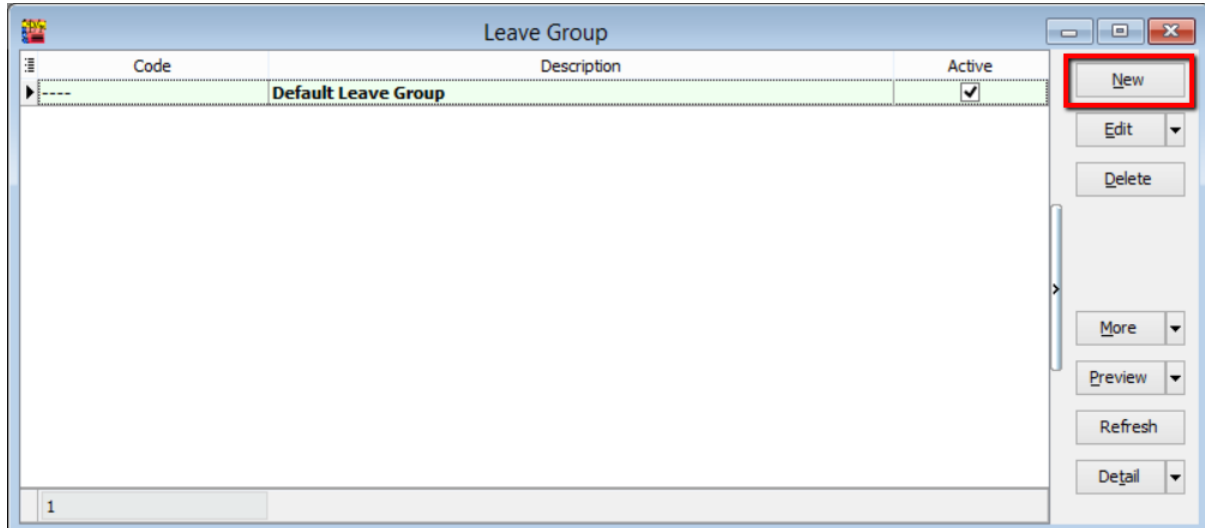 Leave Group
Code Description Active
---- Default Leave Group
New
Edit
Delete
More
Preview
Refresh
Detail
1